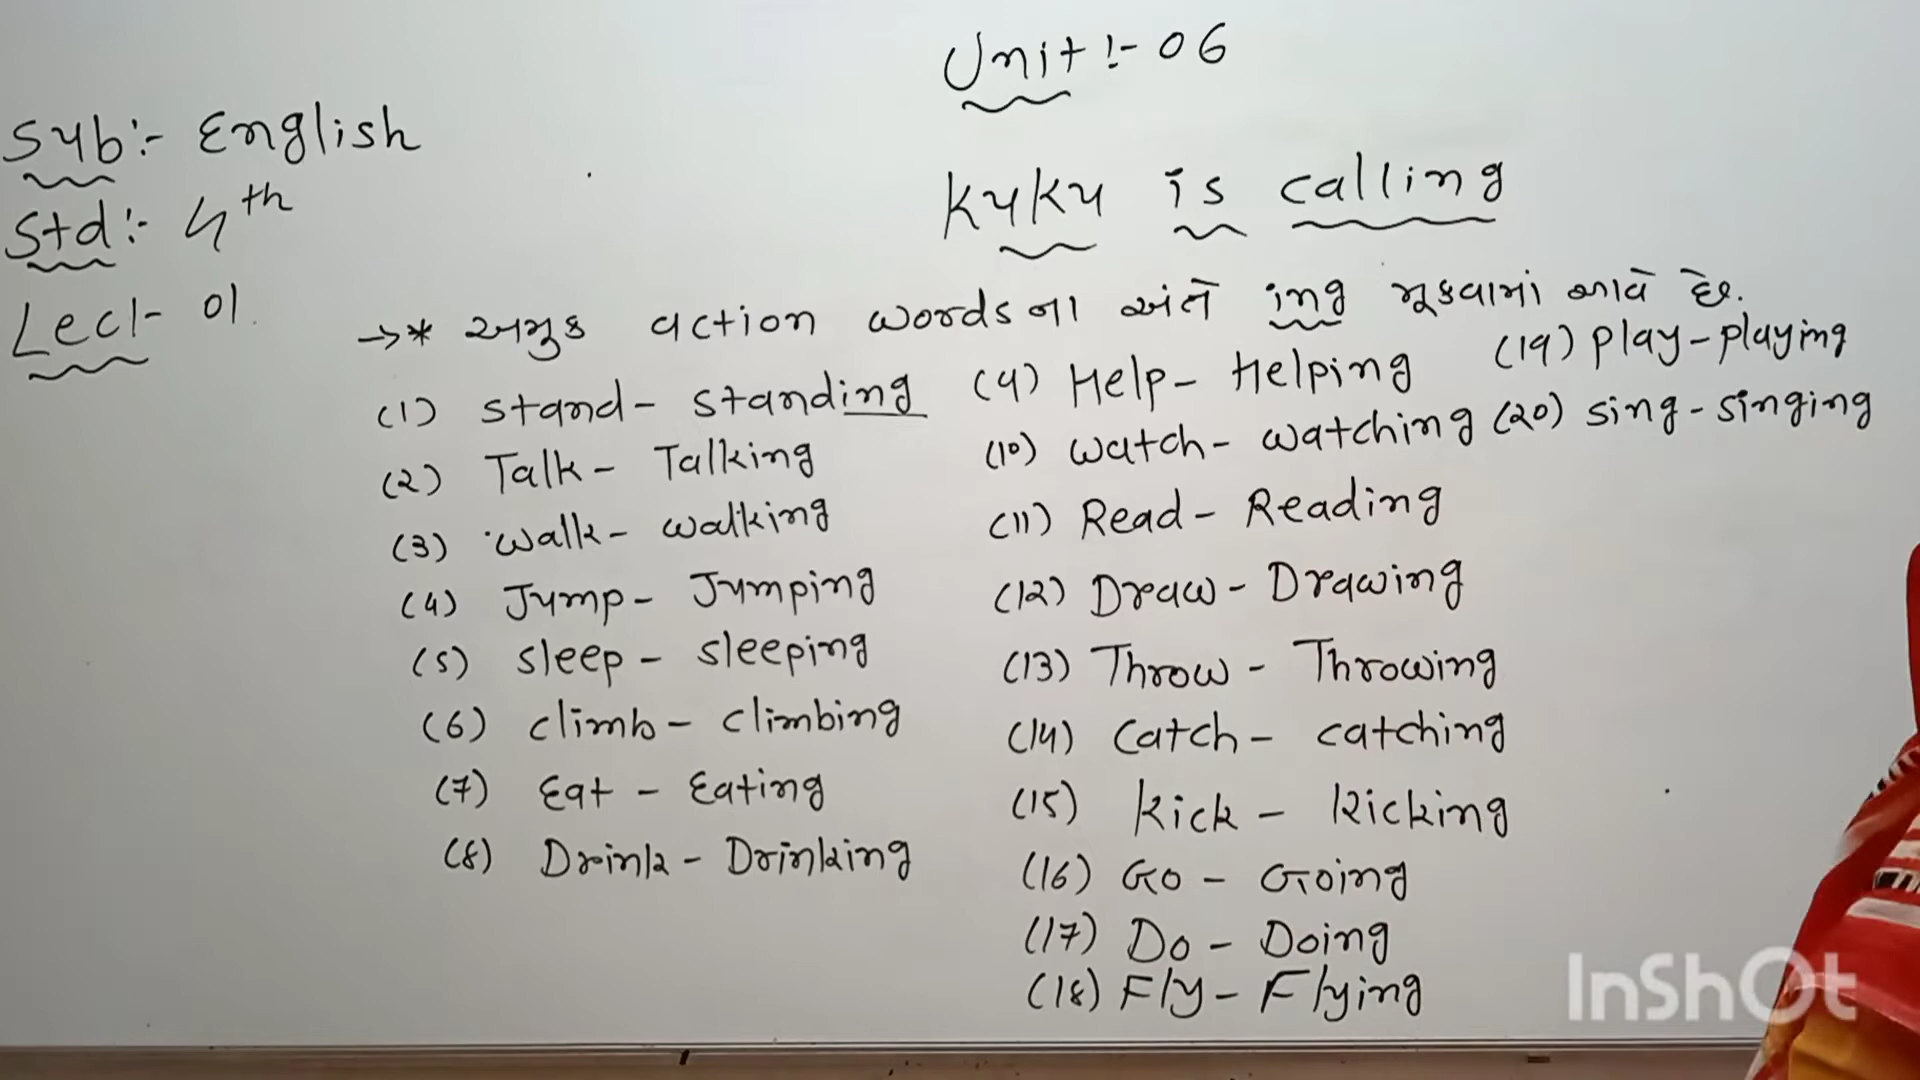 Unit :- 06
Sub :- English
Std :- 4th
Lec :- 01.
Kuku is calling
→ * અમુક action wordsના અંતે ing મૂકવામાં આવે છે.
(1) Stand - Standing
(2) Talk - Talking
(3) Walk - Walking
(4) Jump - Jumping
(5) Sleep - Sleeping
(6) Climb - Climbing
(7) Eat - Eating
(8) Drink - Drinking
(9) Help - Helping
(10) Watch - Watching
(11) Read - Reading
(12) Draw - Drawing
(13) Throw - Throwing
(14) Catch - Catching
(15) Kick - Kicking
(16) Go - Going
(17) Do - Doing
(18) Fly - Flying
(19) Play - Playing
(20) Sing - Singing
InShOt